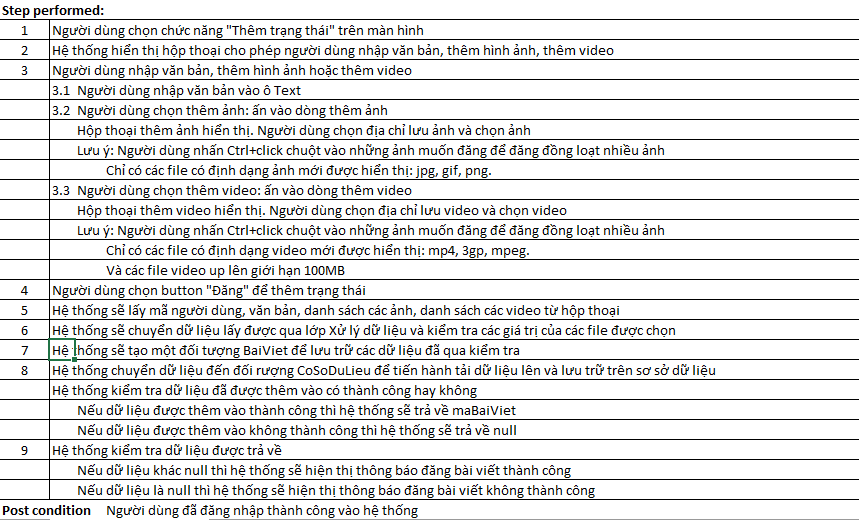 Step performed:
1 Người dùng chọn chức năng "Thêm trạng thái" trên màn hình
2 Hệ thống hiển thị hộp thoại cho phép người dùng nhập văn bản, thêm hình ảnh, thêm video
3 Người dùng nhập văn bản, thêm hình ảnh hoặc thêm video
3.1 Người dùng nhập văn bản vào ô Text
3.2 Người dùng chọn thêm ảnh: ấn vào dòng thêm ảnh
Hộp thoại thêm ảnh hiển thị. Người dùng chọn địa chỉ lưu ảnh và chọn ảnh
Lưu ý: Người dùng nhấn Ctrl+click chuột vào những ảnh muốn đăng để đăng đồng loạt nhiều ảnh
Chỉ có các file có định dạng ảnh mới được hiển thị: jpg, gif, png.
3.3 Người dùng chọn thêm video: ấn vào dòng thêm video
Hộp thoại thêm video hiển thị. Người dùng chọn địa chỉ lưu video và chọn video
Lưu ý: Người dùng nhấn Ctrl+click chuột vào những ảnh muốn đăng để đăng đồng loạt nhiều ảnh
Chỉ có các file có định dạng video mới được hiển thị: mp4, 3gp, mpeg.
Và các file video up lên giới hạn 100MB
4 Người dùng chọn button "Đăng" để thêm trạng thái
5 Hệ thống sẽ lấy mã người dùng, văn bản, danh sách các ảnh, danh sách các video từ hộp thoại
6 Hệ thống sẽ chuyển dữ liệu lấy được qua lớp Xử lý dữ liệu và kiểm tra các giá trị của các file được chọn
7 Hệ thống sẽ tạo một đối tượng BaiViet để lưu trữ các dữ liệu đã qua kiểm tra
8 Hệ thống chuyển dữ liệu đến đối rượng CoSoDuLieu để tiến hành tải dữ liệu lên và lưu trữ trên sơ sở dữ liệu
Hệ thống kiểm tra dữ liệu đã được thêm vào có thành công hay không
Nếu dữ liệu được thêm vào thành công thì hệ thống sẽ trả về maBaiViet
Nếu dữ liệu được thêm vào không thành công thì hệ thống sẽ trả về null
9 Hệ thống kiểm tra dữ liệu được trả về
Nếu dữ liệu khác null thì hệ thống sẽ hiện thị thông báo đăng bài viết thành công
Nếu dữ liệu là null thì hệ thống sẽ hiện thị thông báo đăng bài viết không thành công
Post condition Người dùng đã đăng nhập thành công vào hệ thống